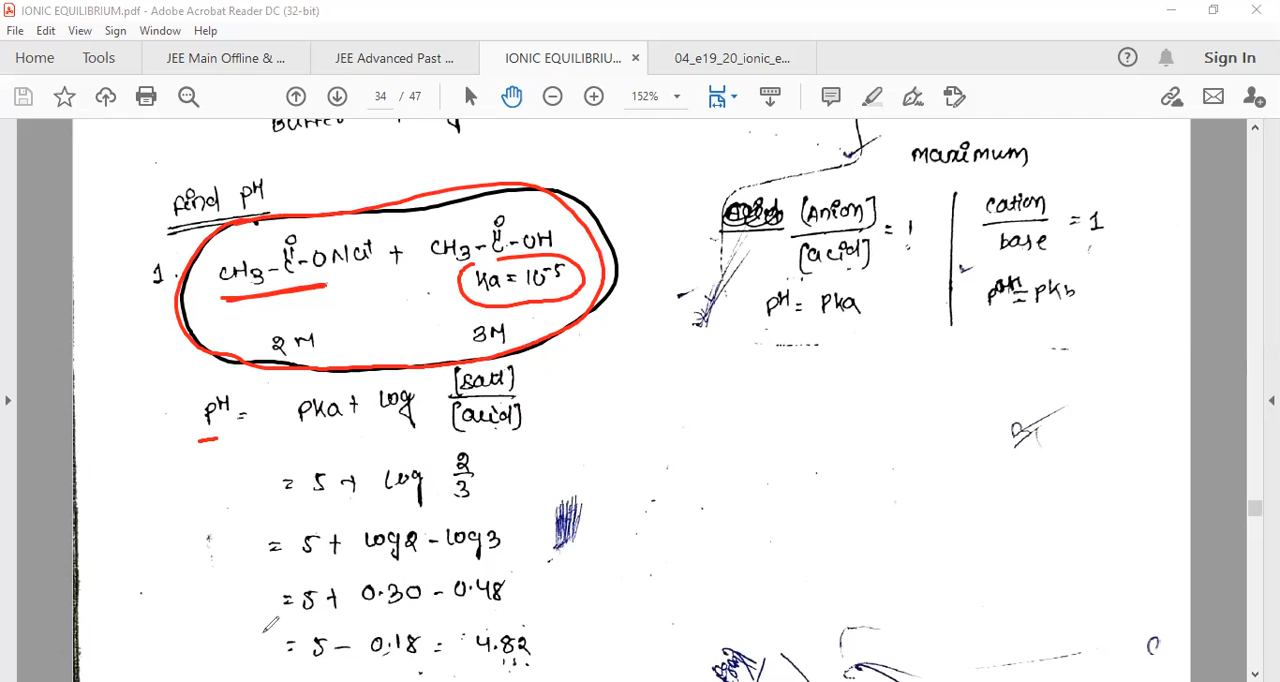 IONIC EQUILIBRIUM.pdf - Adobe Acrobat Reader DC (32-bit)
File Edit View Sign Window Help
Home Tools JEE Main Offline & ... JEE Advanced Past ... IONIC EQUILIBRIU... × 04_e19_20_ionic_e... Sign In
34 / 47 152%
Find pH
1. CH3-C-ONa+ + CH3-C-OH
O O
Ka = 10-5
2M 3M
pH = pKa + log [salt]/[acid]
= 5 + log 2/3
= 5 + log2 - log3
= 5 + 0.30 - 0.48
= 5 - 0.18 = 4.82
maximum
[Anion]/[acid] = 1
pH = pKa
cation/base = 1
pOH = pKb